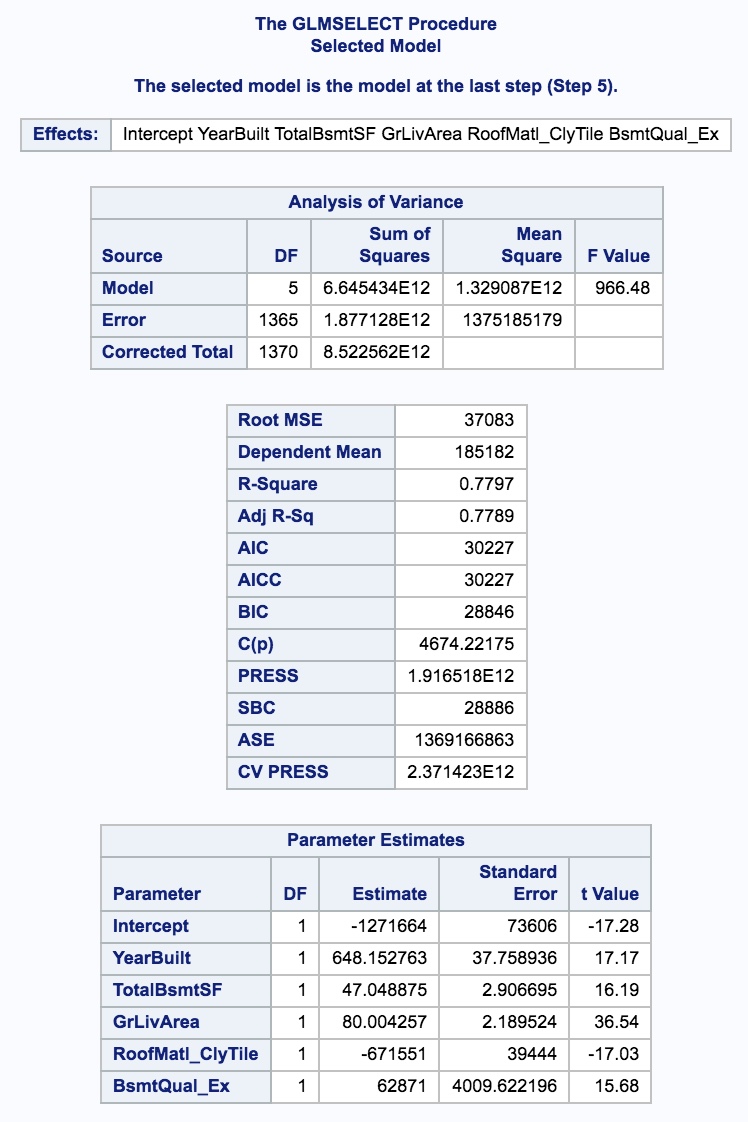 The GLMSELECT Procedure
Selected Model
The selected model is the model at the last step (Step 5).
Effects: Intercept YearBuilt TotalBsmtSF GrLivArea RoofMatl_ClyTile BsmtQual_Ex
Analysis of Variance
Source DF Sum of Squares Mean Square F Value
Model 5 6.645434E12 1.329087E12 966.48
Error 1365 1.877128E12 1375185179
Corrected Total 1370 8.522562E12
Root MSE 37083
Dependent Mean 185182
R-Square 0.7797
Adj R-Sq 0.7789
AIC 30227
AICC 30227
BIC 28846
C(p) 4674.22175
PRESS 1.916518E12
SBC 28886
ASE 1369166863
CV PRESS 2.371423E12
Parameter Estimates
Parameter DF Estimate Standard Error t Value
Intercept 1 -1271664 73606 -17.28
YearBuilt 1 648.152763 37.758936 17.17
TotalBsmtSF 1 47.048875 2.906695 16.19
GrLivArea 1 80.004257 2.189524 36.54
RoofMatl_ClyTile 1 -671551 39444 -17.03
BsmtQual_Ex 1 62871 4009.622196 15.68